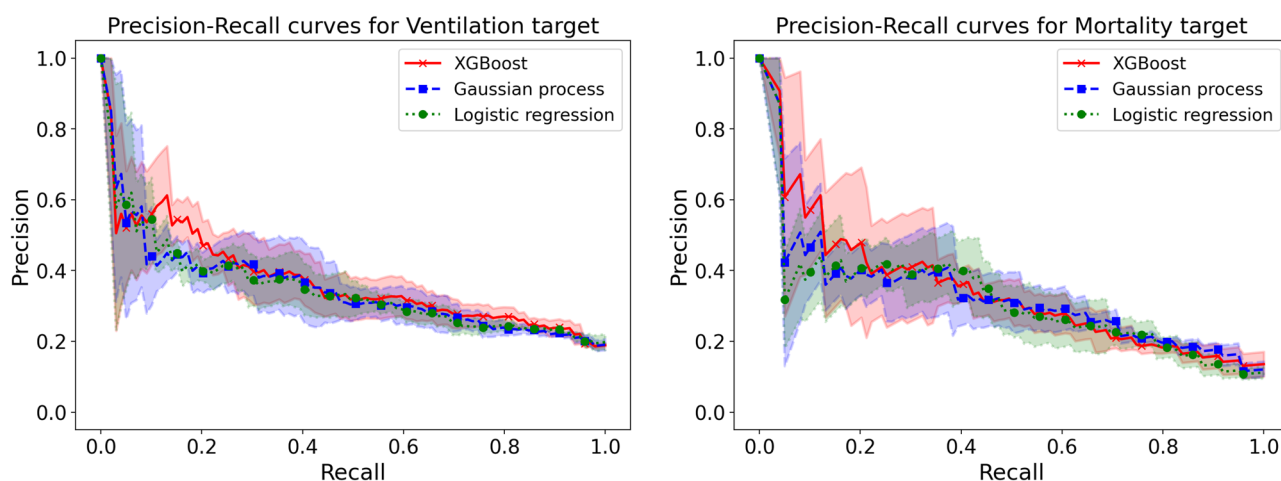 Precision-Recall curves for Ventilation target
1.0
0.8
0.6
0.4
0.2
0.0
Precision
XGBoost
Gaussian process
Logistic regression
0.0 0.2 0.4 0.6 0.8 1.0
Recall
Precision-Recall curves for Mortality target
1.0
0.8
0.6
0.4
0.2
0.0
Precision
XGBoost
Gaussian process
Logistic regression
0.0 0.2 0.4 0.6 0.8 1.0
Recall